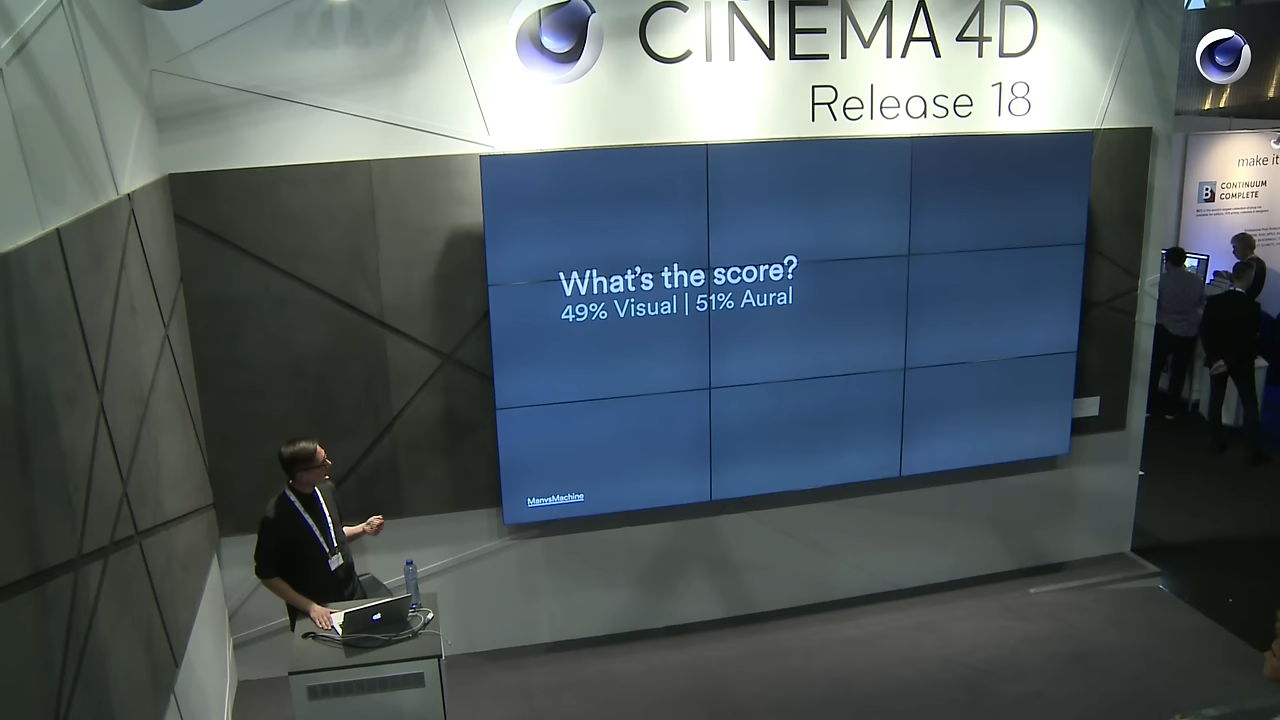 CINEMA 4D
Release 18
make it
CONTINUUM
COMPLETE
What's the score?
49% Visual | 51% Aural
ManvsMachine